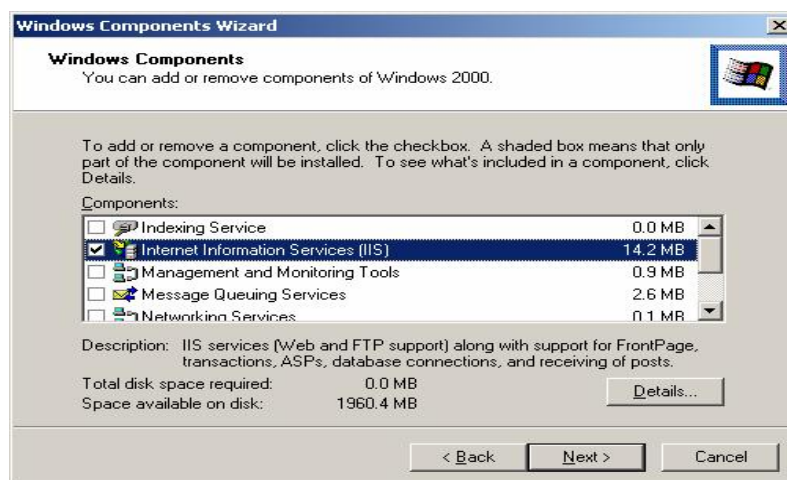 Windows Components Wizard
Windows Components
You can add or remove components of Windows 2000.
To add or remove a component, click the checkbox. A shaded box means that only
part of the component will be installed. To see what's included in a component, click
Details.
Components:
Indexing Service 0.0 MB
Internet Information Services (IIS) 14.2 MB
Management and Monitoring Tools 0.9 MB
Message Queuing Services 2.6 MB
Networking Services 0.1 MB
Description: IIS services (Web and FTP support) along with support for FrontPage,
transactions, ASPs, database connections, and receiving of posts.
Total disk space required: 0.0 MB
Space available on disk: 1960.4 MB
Details...
< Back Next > Cancel